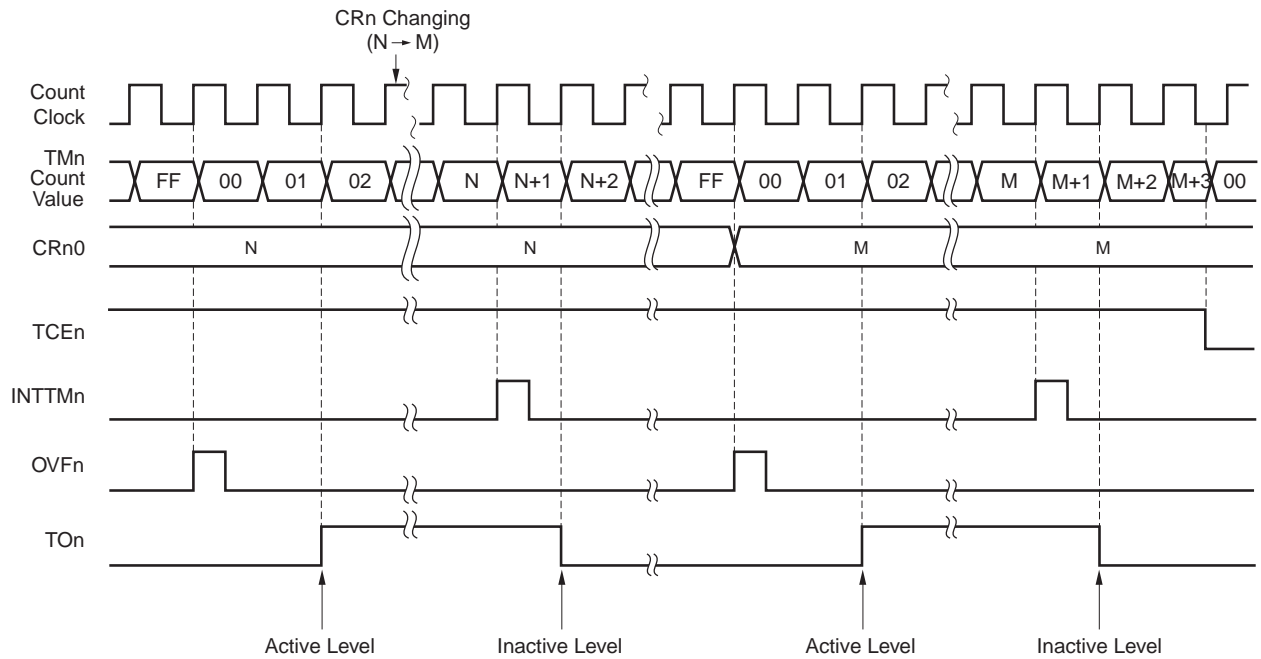 CRn Changing
(N → M)
Count
Clock
TMn
Count
Value
FF 00 01 02 N N+1 N+2 FF 00 01 02 M M+1 M+2 M+3 00
CRn0 N N M M
TCEn
INTTMn
OVFn
TOn
Active Level Inactive Level Active Level Inactive Level